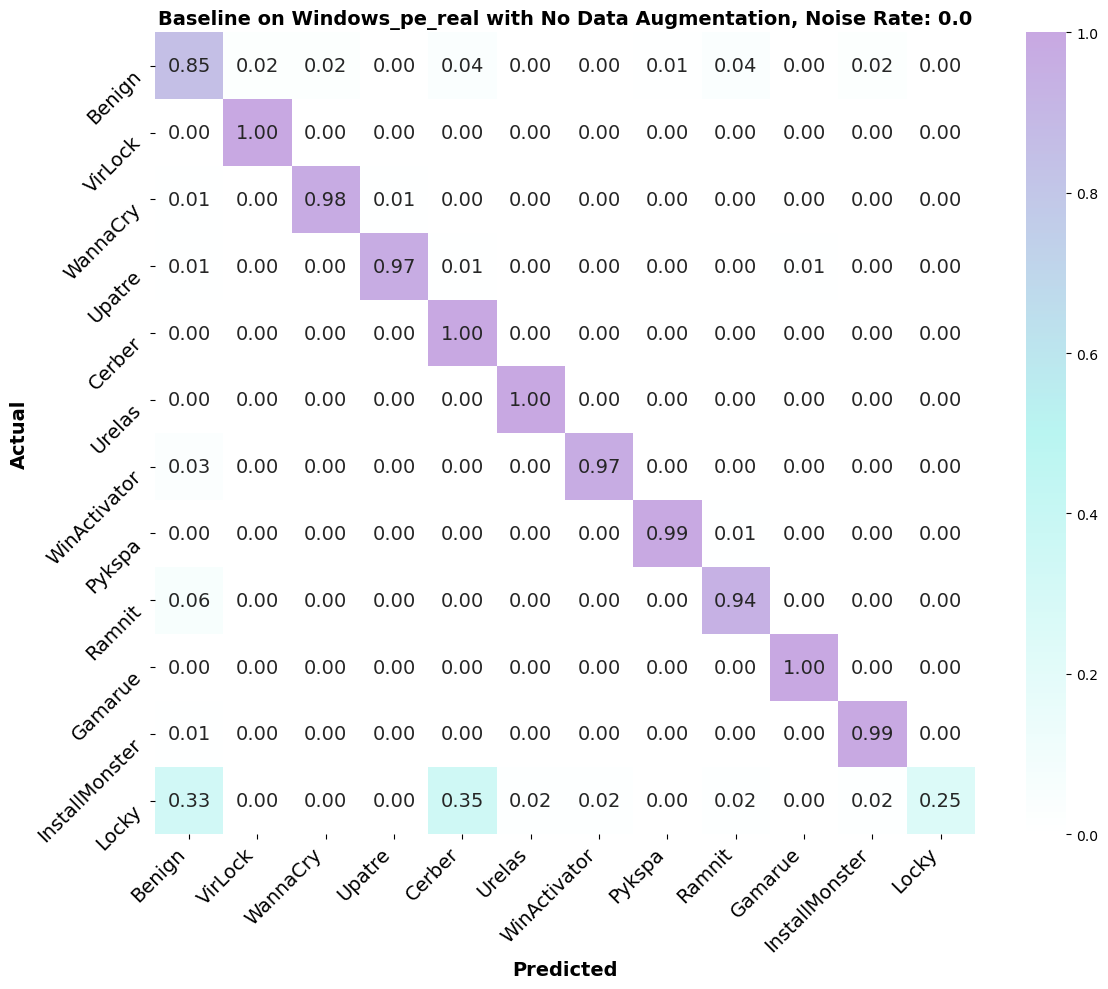 Baseline on Windows_pe_real with No Data Augmentation, Noise Rate: 0.0
Actual
Benign 0.85 0.02 0.02 0.00 0.04 0.00 0.00 0.01 0.04 0.00 0.02 0.00
VirLock 0.00 1.00 0.00 0.00 0.00 0.00 0.00 0.00 0.00 0.00 0.00 0.00
WannaCry 0.01 0.00 0.98 0.01 0.00 0.00 0.00 0.00 0.00 0.00 0.00 0.00
Upatre 0.01 0.00 0.00 0.97 0.01 0.00 0.00 0.00 0.00 0.01 0.00 0.00
Cerber 0.00 0.00 0.00 0.00 1.00 0.00 0.00 0.00 0.00 0.00 0.00 0.00
Urelas 0.00 0.00 0.00 0.00 0.00 1.00 0.00 0.00 0.00 0.00 0.00 0.00
WinActivator 0.03 0.00 0.00 0.00 0.00 0.00 0.97 0.00 0.00 0.00 0.00 0.00
Pykspa 0.00 0.00 0.00 0.00 0.00 0.00 0.00 0.99 0.01 0.00 0.00 0.00
Ramnit 0.06 0.00 0.00 0.00 0.00 0.00 0.00 0.00 0.94 0.00 0.00 0.00
Gamarue 0.00 0.00 0.00 0.00 0.00 0.00 0.00 0.00 0.00 1.00 0.00 0.00
InstallMonster 0.01 0.00 0.00 0.00 0.00 0.00 0.00 0.00 0.00 0.00 0.99 0.00
Locky 0.33 0.00 0.00 0.00 0.35 0.02 0.02 0.00 0.02 0.00 0.02 0.25
Benign VirLock WannaCry Upatre Cerber Urelas WinActivator Pykspa Ramnit Gamarue InstallMonster Locky
Predicted
1.0
0.8
0.6
0.4
0.2
0.0